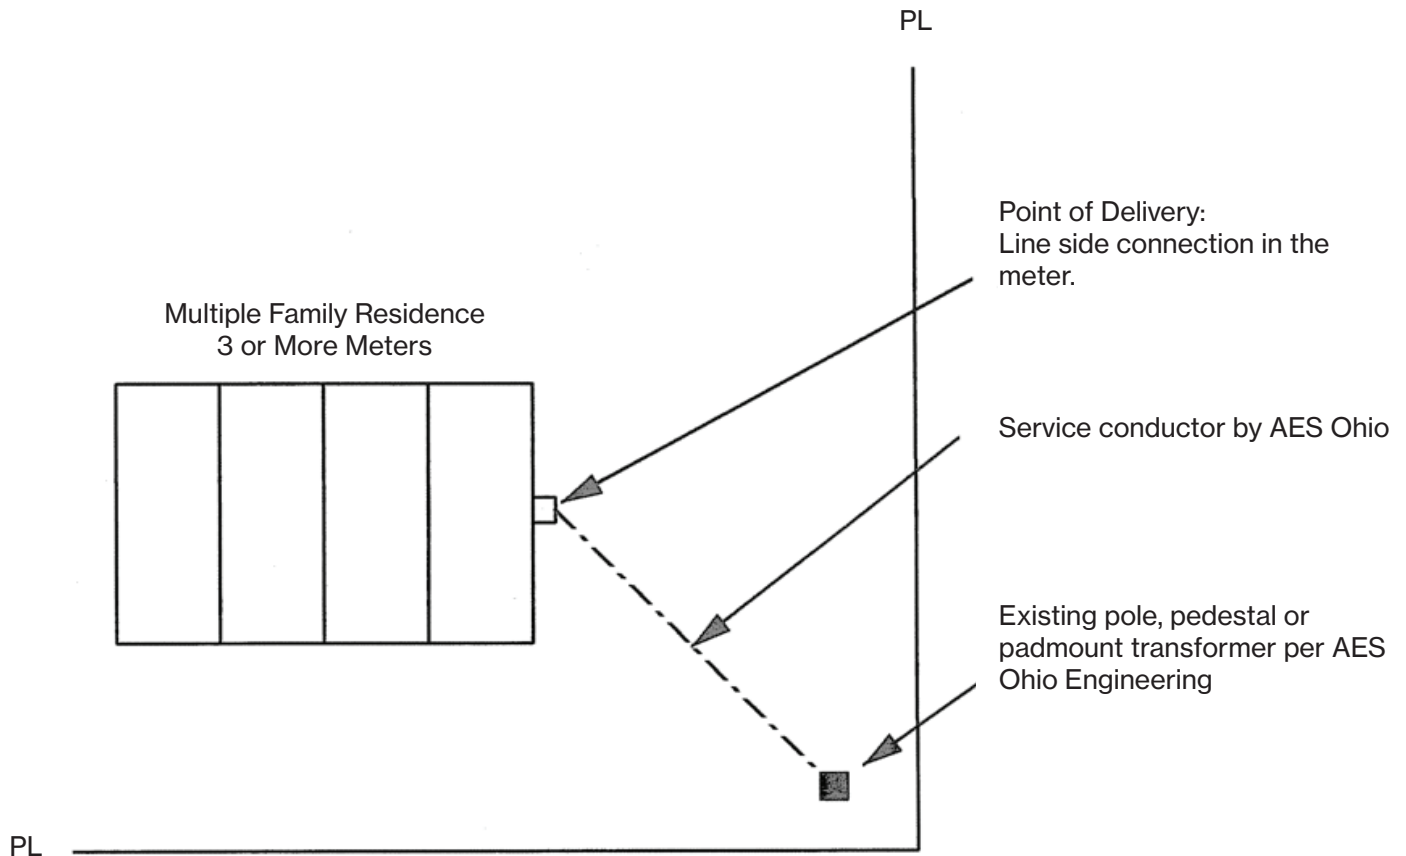 PL
Point of Delivery:
Line side connection in the
meter.
Multiple Family Residence
3 or More Meters
Service conductor by AES Ohio
Existing pole, pedestal or
padmount transformer per AES
Ohio Engineering
PL